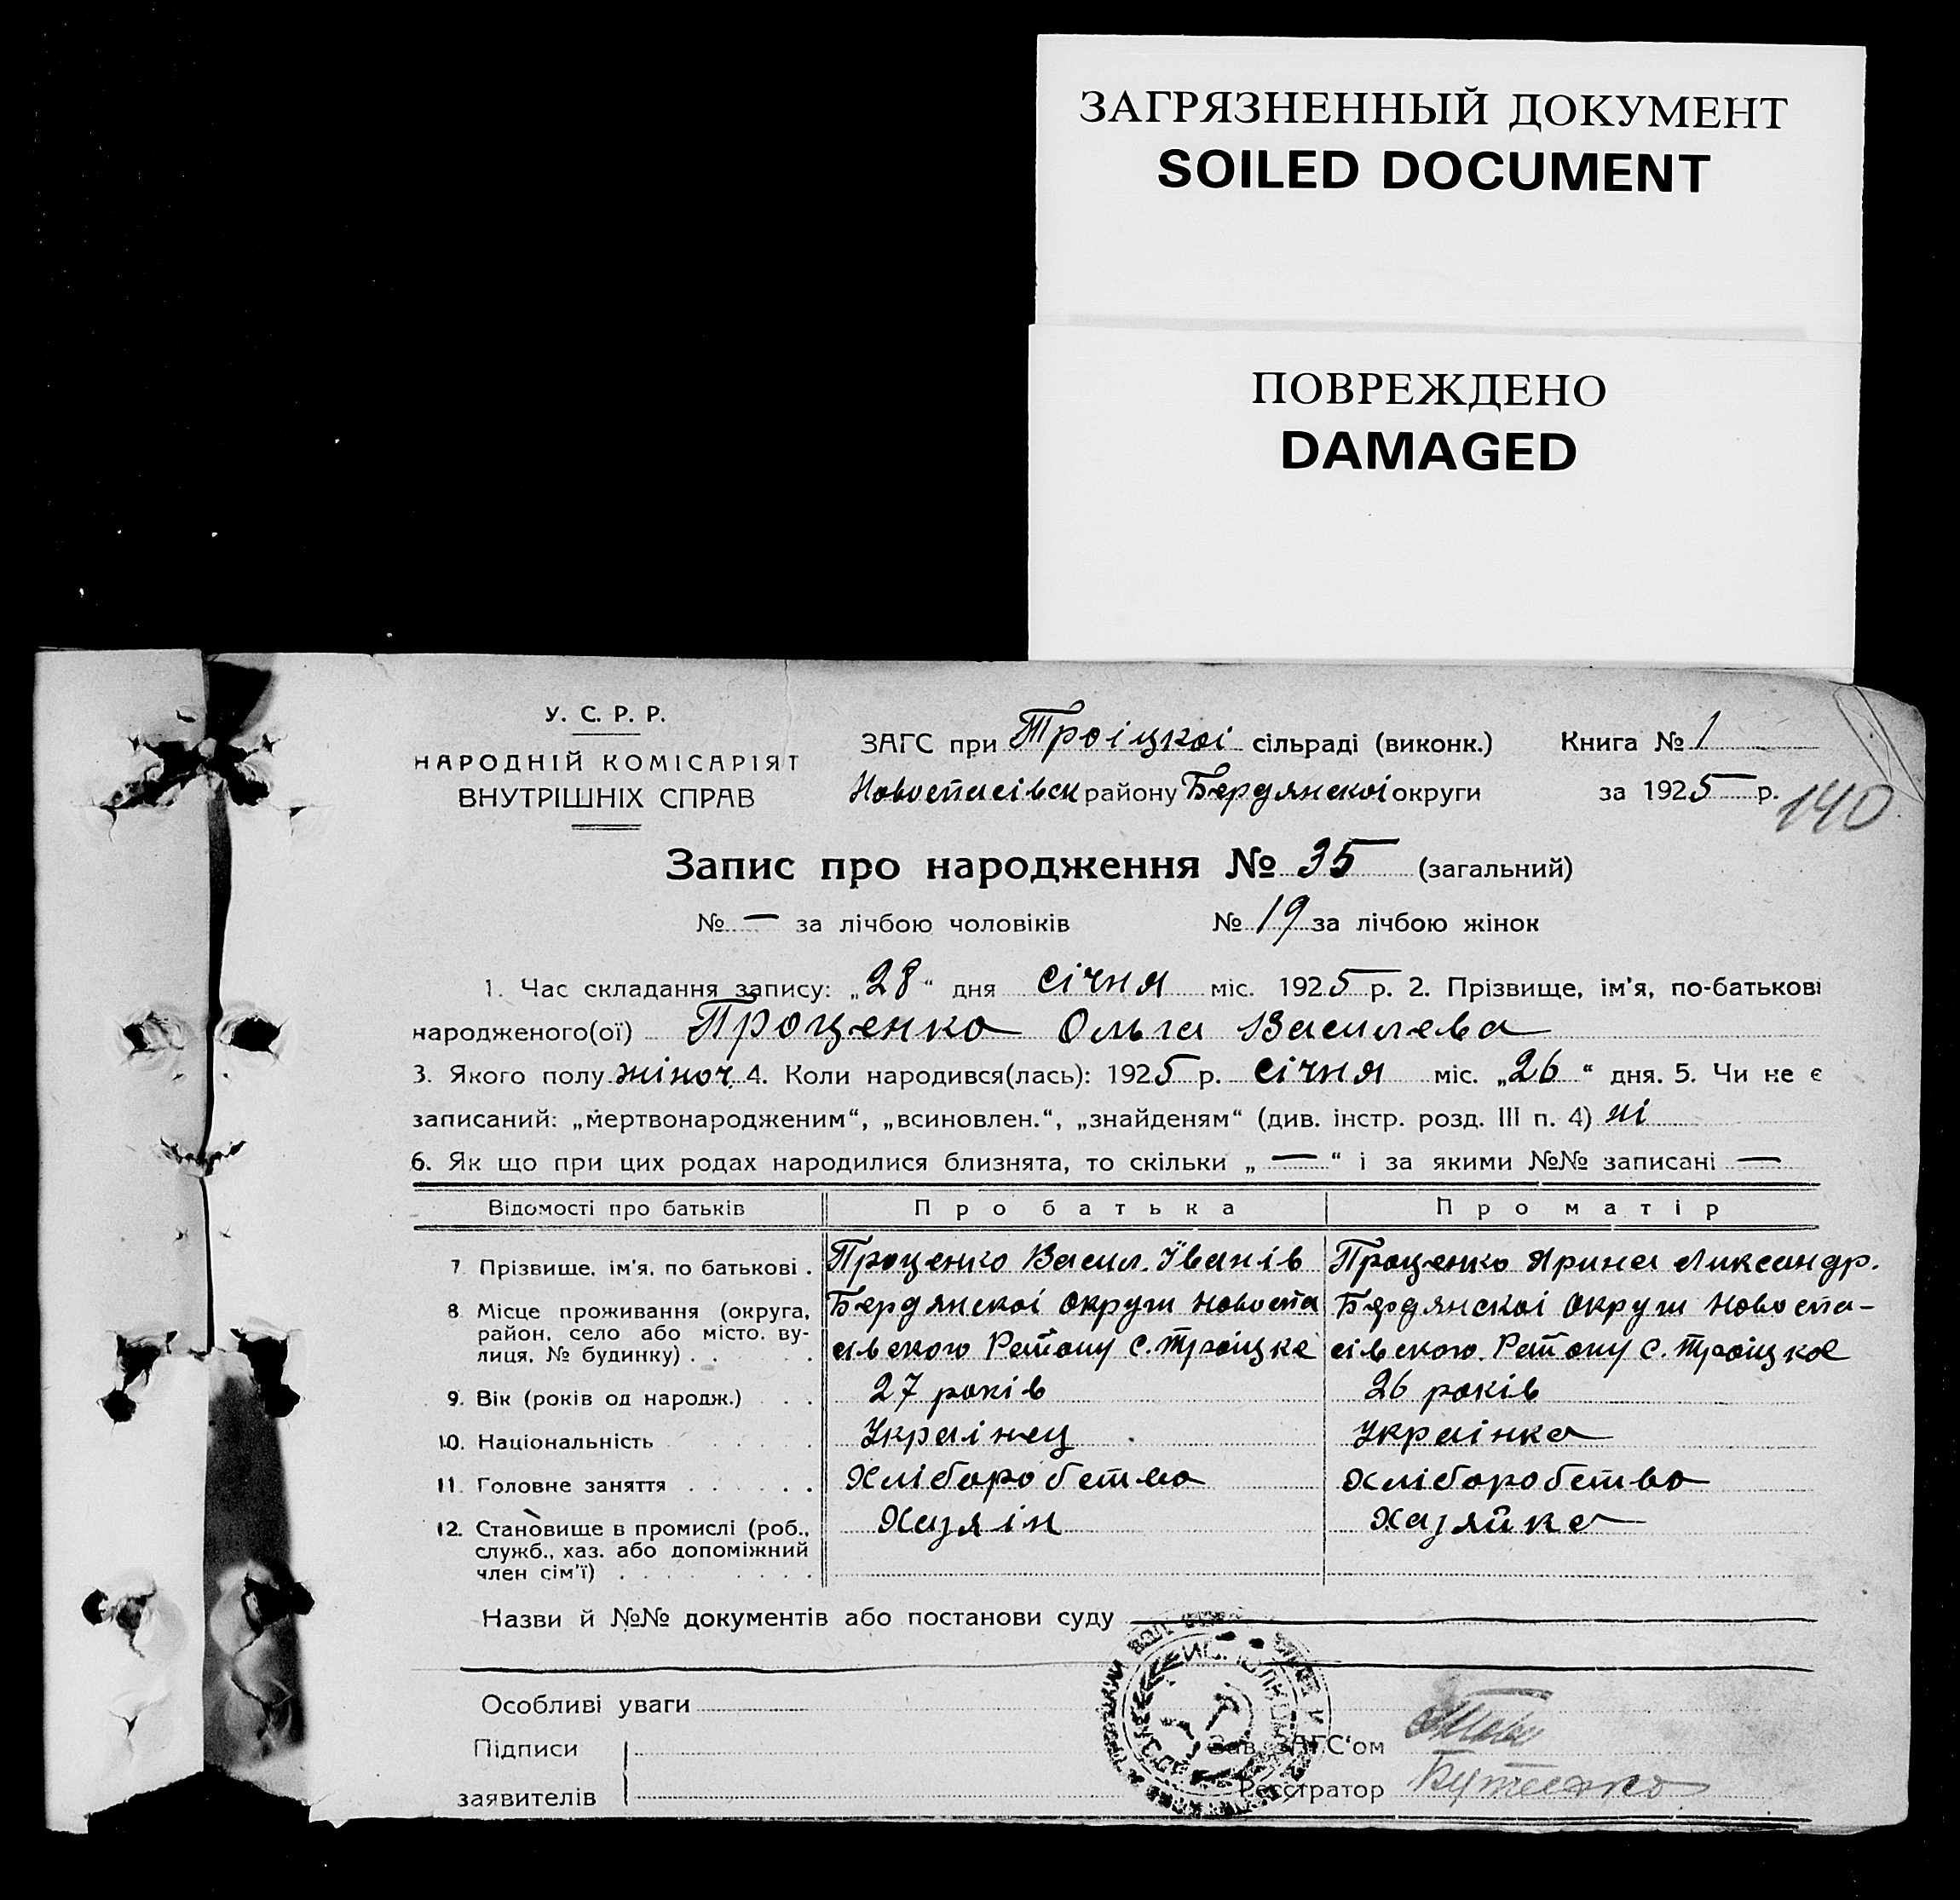 ЗАГРЯЗНЕННЫЙ ДОКУМЕНТ
SOILED DOCUMENT
ПОВРЕЖДЕНО
DAMAGED
У. С. Р. Р.
НАРОДНІЙ КОМІСАРІЯТ
ВНУТРІШНІХ СПРАВ
ЗАГС при Троіцкоі сільраді (виконк.) Книга № 1
Новоспасівск району Бердянскоі округи за 1925 р.
140
Запис про народження № 35 (загальний)
№ — за лічбою чоловіків № 19 за лічбою жінок
1. Час складання запису: „28“ дня січня міс. 1925 р. 2. Прізвище, ім'я, по-батькові
народженого(ої) Проценко Ольга Василева
3. Якого полу жіноч. 4. Коли народився(лась): 1925 р. січня міс. „26“ дня. 5. Чи не є
записаний: „мертвонародженим“, „всиновлен.“, „знайденям“ (див. інстр. розд. III п. 4) ні
6. Як що при цих родах народилися близнята, то скільки „—“ і за якими №№ записані —
Відомості про батьків Про батька Про матір
7. Прізвище, ім'я, по батькові . Проценко Васил. Іванів Проценко Ярина Аликсандр.
8. Місце проживання (округа, Бердянскоі Округи Новоспа Бердянскоі Округи Новоспа-
район, село або місто, ву-
лиця, № будинку) . . . сівского Району С. Троіцке сівского Району С. Троіцкое
9. Вік (років од народж.) . . 27 років 26 років
10. Національність . . . . . Украінец Украінка
11. Головне заняття . . . . . . Хліборобство Хліборобство
12. Становище в промислі (роб., Хазяін Хазяйка
служб., хаз. або допоміжний
член сім'ї) . . . . . . . .
Назви й №№ документів або постанови суду
Особливі уваги
Підписи Зав. ЗАГС'ом
заявителів Реєстратор Бутенко